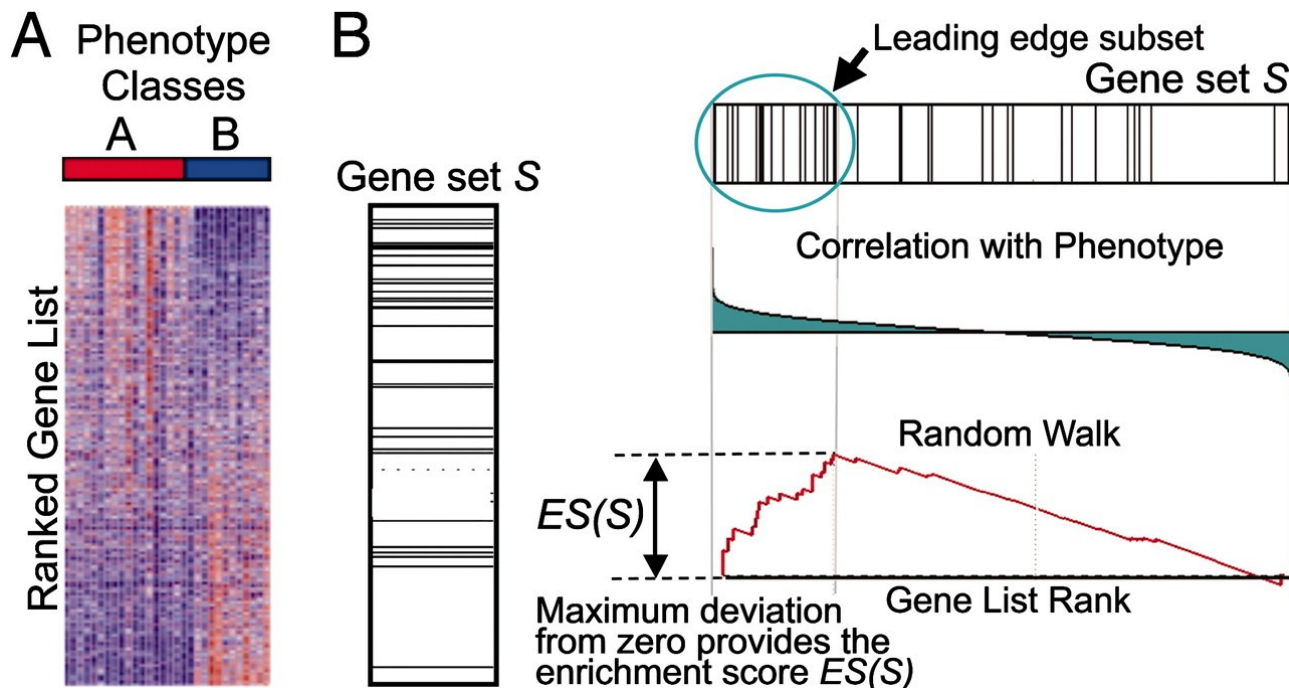 A
Phenotype
Classes
A B
Ranked Gene List
B
Gene set S
Leading edge subset
Gene set S
Correlation with Phenotype
Random Walk
ES(S)
Gene List Rank
Maximum deviation
from zero provides the
enrichment score ES(S)